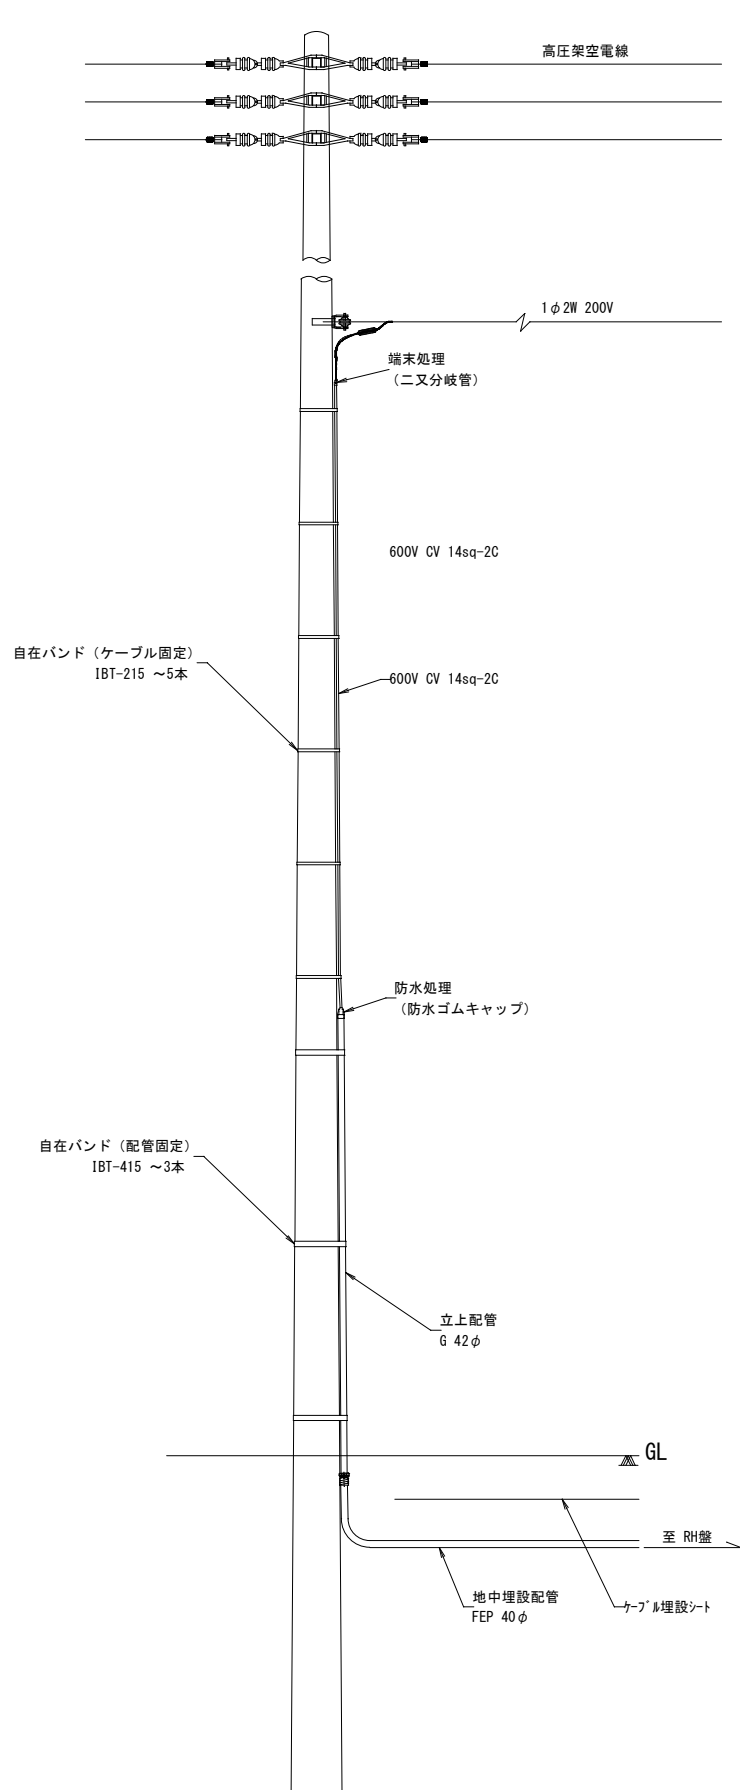 高圧架空電線
1φ2W 200V
端末処理
（二又分岐管）
600V CV 14sq-2C
自在バンド（ケーブル固定）
IBT-215 ～5本
600V CV 14sq-2C
防水処理
（防水ゴムキャップ）
自在バンド（配管固定）
IBT-415 ～3本
立上配管
G 42φ
GL
至 RH盤
地中埋設配管
FEP 40φ
ｹｰﾌﾞﾙ埋設ｼｰﾄ